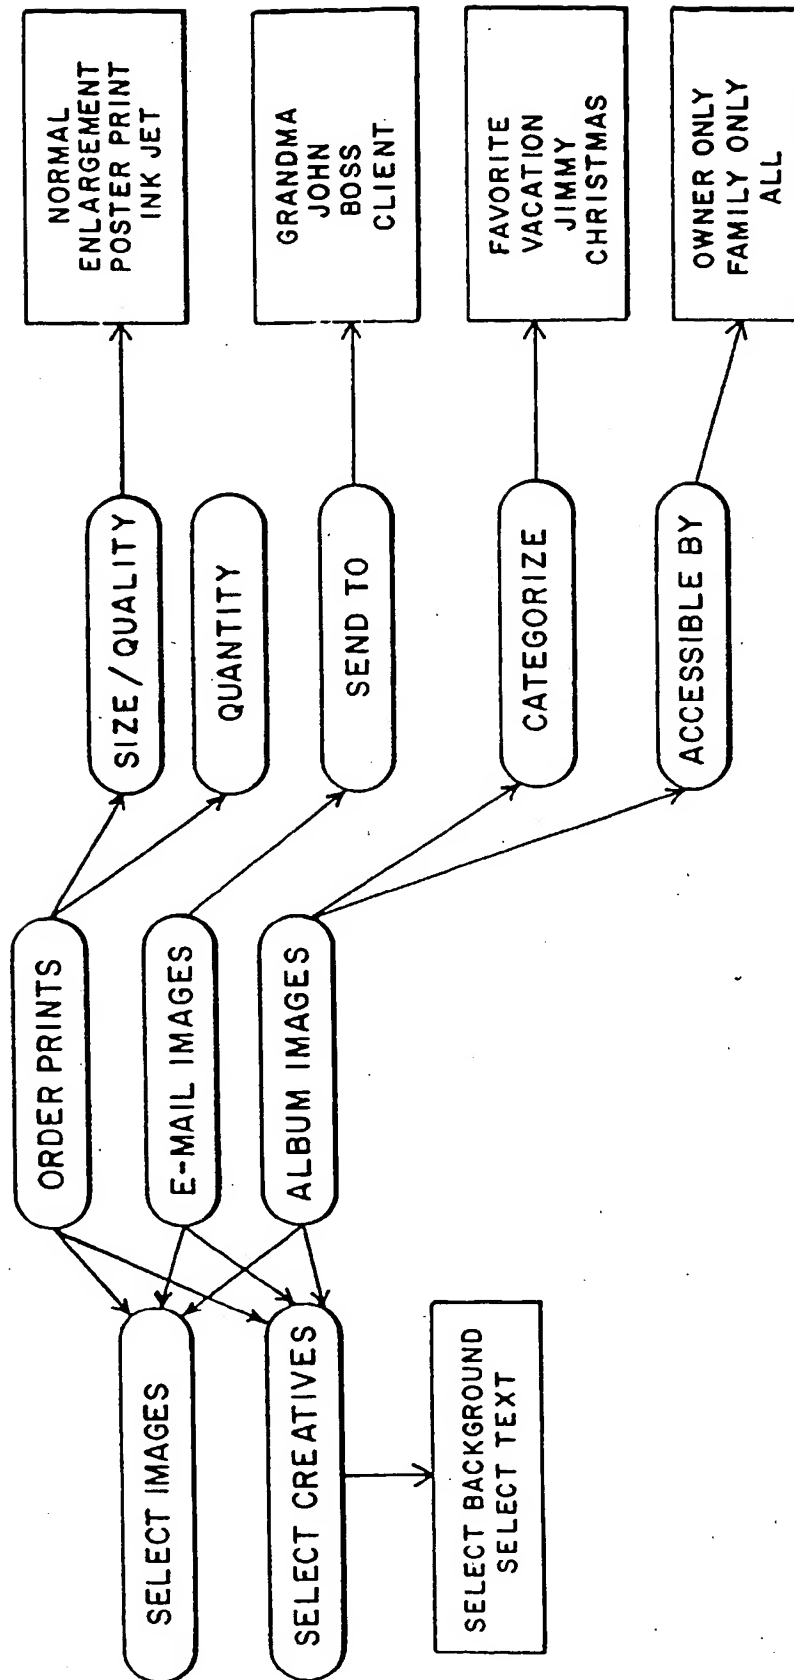 SELECT IMAGES
SELECT CREATIVES
SELECT BACKGROUND
SELECT TEXT
ORDER PRINTS
E-MAIL IMAGES
ALBUM IMAGES
SIZE / QUALITY
QUANTITY
SEND TO
CATEGORIZE
ACCESSIBLE BY
NORMAL
ENLARGEMENT
POSTER PRINT
INK JET
GRANDMA
JOHN
BOSS
CLIENT
FAVORITE
VACATION
JIMMY
CHRISTMAS
OWNER ONLY
FAMILY ONLY
ALL